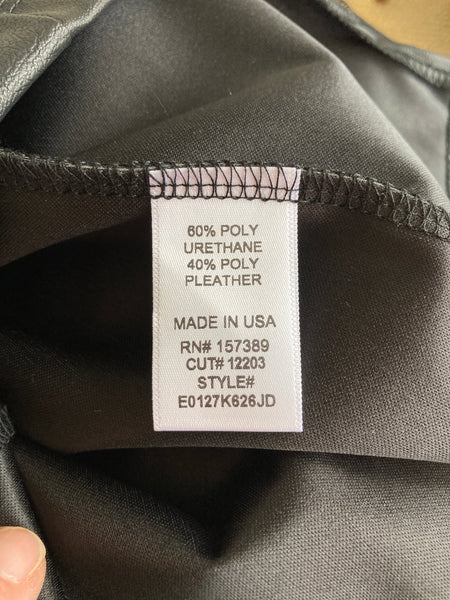 60% POLY
URETHANE
40% POLY
PLEATHER
MADE IN USA
RN# 157389
CUT# 12203
STYLE#
E0127K626JD